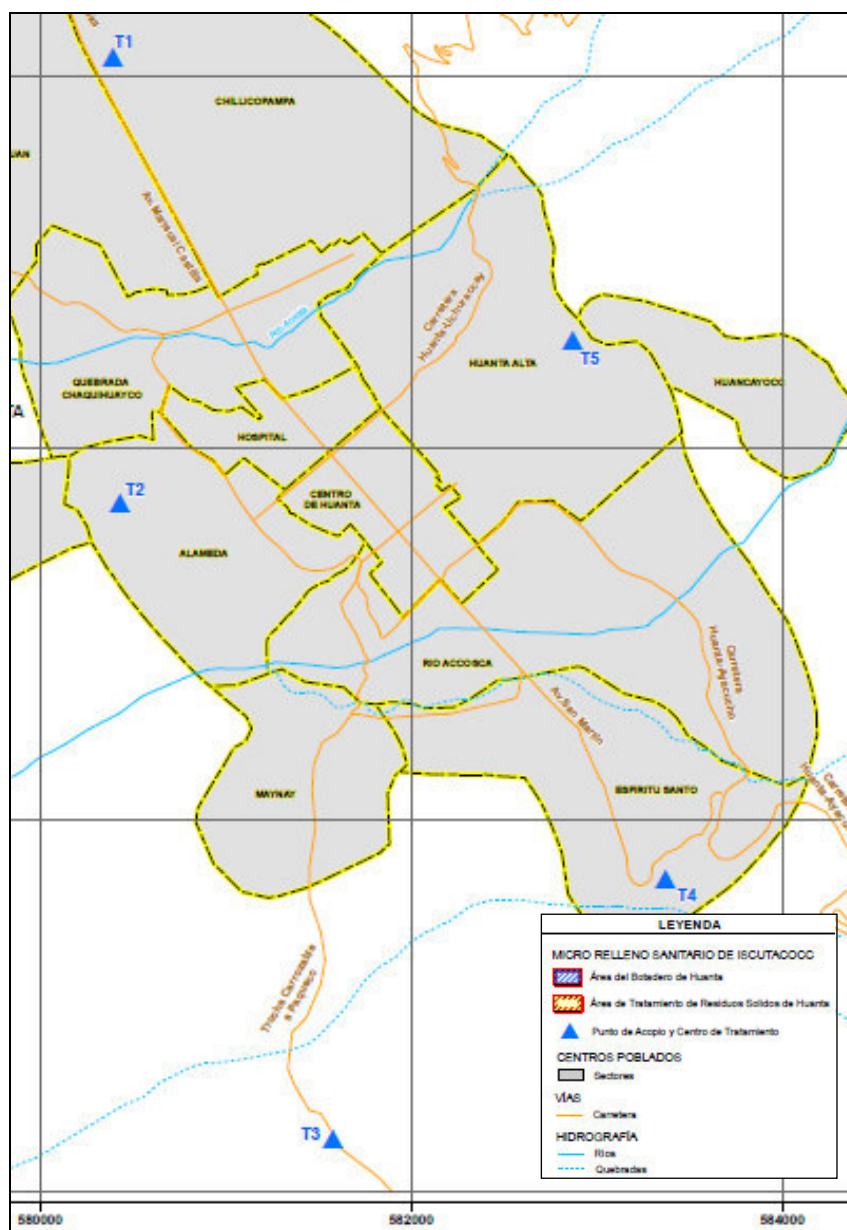 T1
CHILLICOPAMPA
UAN
Av. Mariscal Castilla
Carretera
Huanta-Uchuraccay
HUANTA ALTA
T5
HUANCAYOCC
QUEBRADA
CHAQUIHUAYCO
TA
HOSPITAL
CENTRO
DE HUANTA
T2
ALAMEDA
RIO ACCOSCA
Carretera
Huanta-Ayacucho
Av. San Martin
MAYNAY
ESPIRITU SANTO
Carretera
T4
T3
LEYENDA
MICRO RELLENO SANITARIO DE ISCUTACOCC
Área del Botadero de Huanta
Área de Tratamiento de Residuos Solidos de Huanta
Punto de Acopio y Centro de Tratamiento
CENTROS POBLADOS
Sectores
VÍAS
Carretera
HIDROGRAFÍA
Ríos
Quebradas
580000
582000
584000